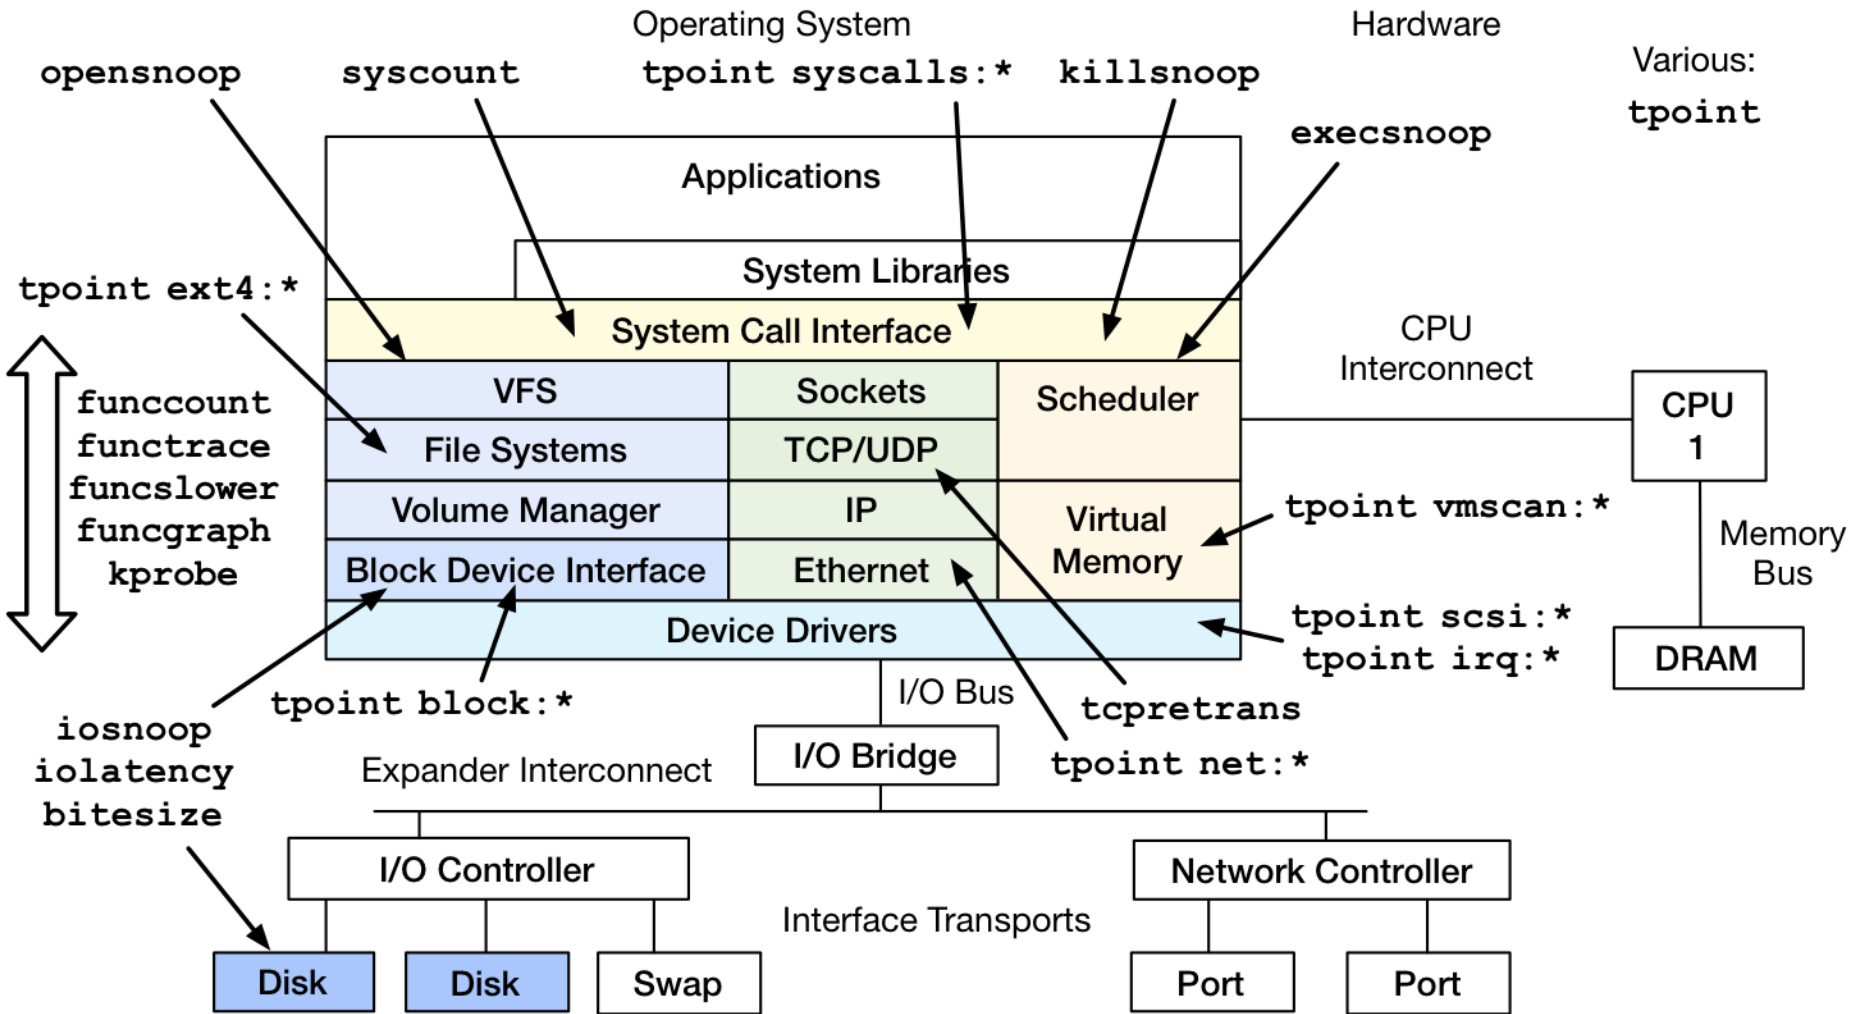 Operating System
Hardware
opensnoop
syscount
tpoint syscalls:*
killsnoop
Various:
tpoint
execsnoop
Applications
System Libraries
tpoint ext4:*
System Call Interface
CPU
Interconnect
funccount
functrace
funcslower
funcgraph
kprobe
VFS
Sockets
Scheduler
CPU
1
File Systems
TCP/UDP
Volume Manager
IP
Virtual
Memory
tpoint vmscan:*
Memory
Bus
Block Device Interface
Ethernet
Device Drivers
tpoint scsi:*
tpoint irq:*
DRAM
tpoint block:*
I/O Bus
tcpretrans
iosnoop
iolatency
bitesize
Expander Interconnect
I/O Bridge
tpoint net:*
I/O Controller
Network Controller
Interface Transports
Disk
Disk
Swap
Port
Port